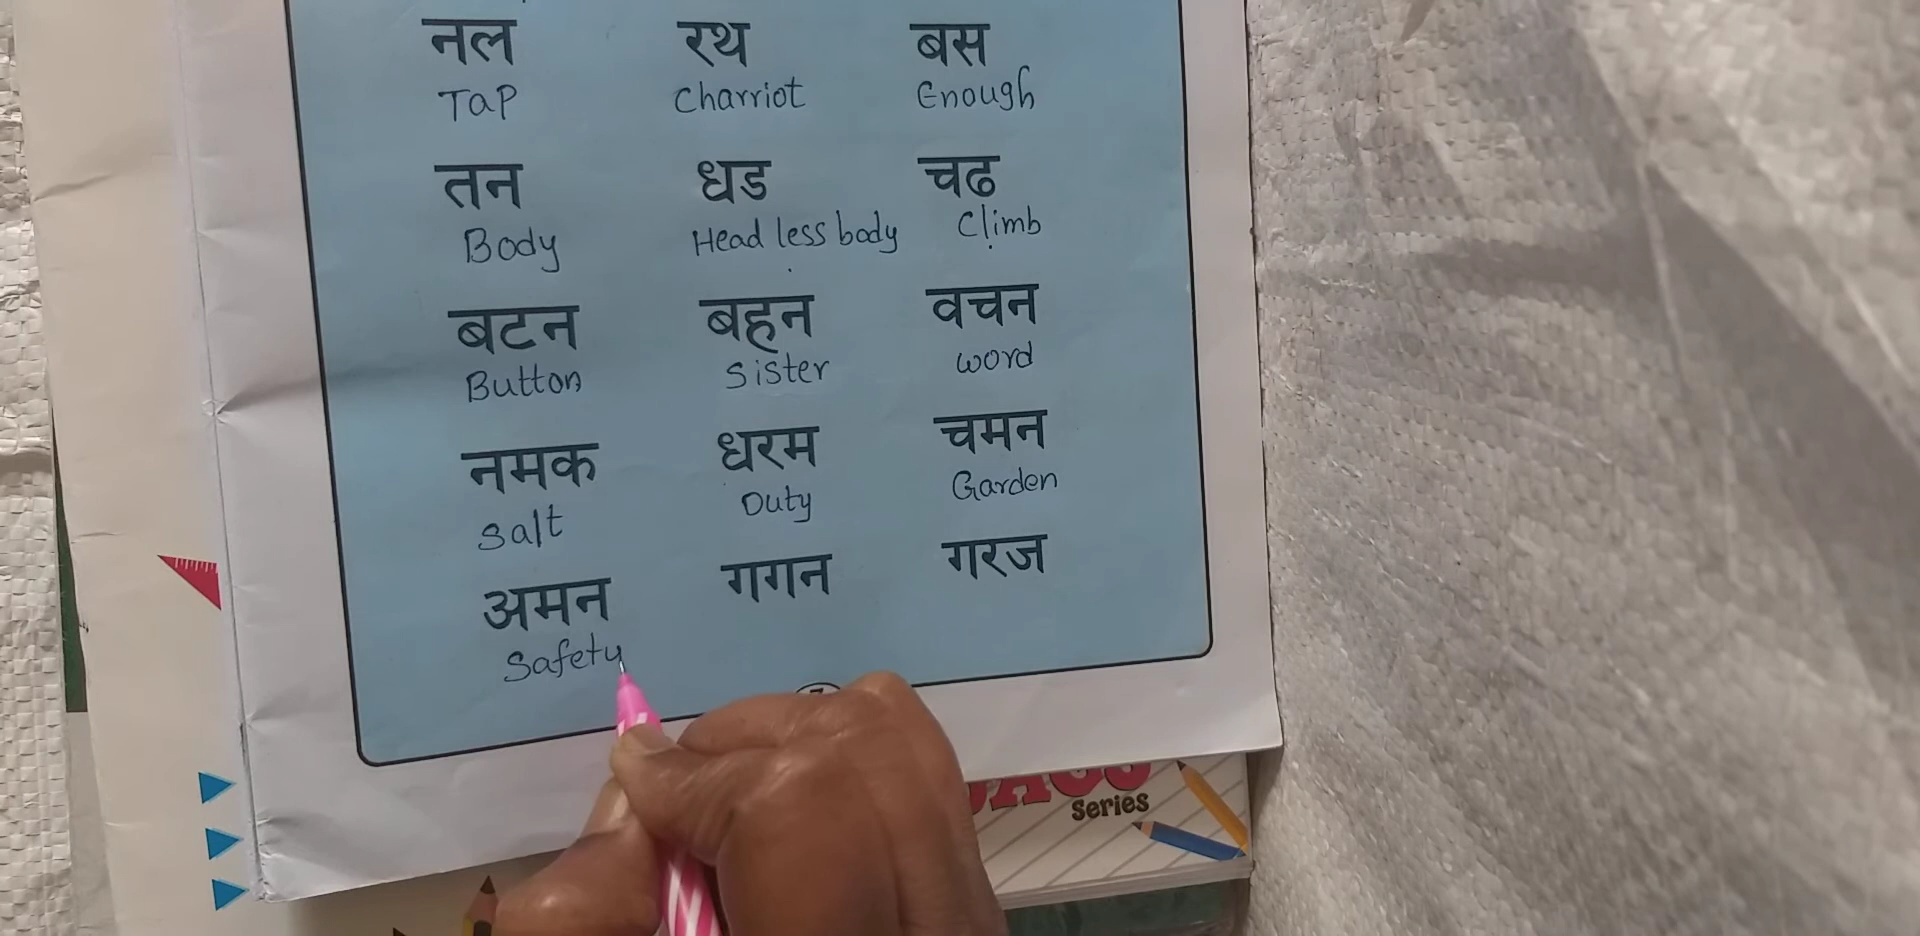 नल रथ बस
Tap Charriot Enough
तन धड चढ
Body Head less body Climb
बटन बहन वचन
Button Sister word
नमक धरम चमन
Salt Duty Garden
अमन गगन गरज
Safety
Series